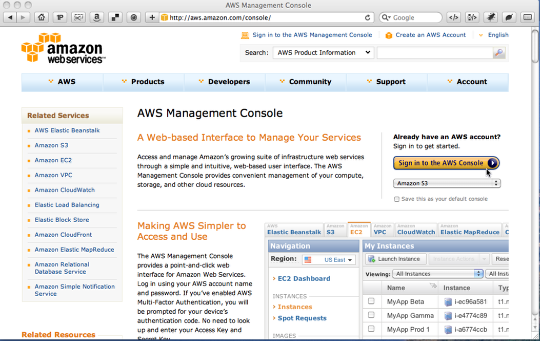 AWS Management Console
http://aws.amazon.com/console/
Google
amazon
web services™
Sign in to the AWS Management Console
Create an AWS Account
English
Search:
AWS Product Information
AWS
Products
Developers
Community
Support
Account
Related Services
AWS Elastic Beanstalk
Amazon S3
Amazon EC2
Amazon VPC
Amazon CloudWatch
Elastic Load Balancing
Elastic Block Store
Amazon CloudFront
Amazon Elastic MapReduce
Amazon Relational
Database Service
Amazon Simple Notification
Service
Related Resources
AWS Management Console
A Web-based Interface to Manage Your Services
Access and manage Amazon's growing suite of infrastructure web services
through a simple and intuitive, web-based user interface. The AWS
Management Console provides convenient management of your compute,
storage, and other cloud resources.
Already have an AWS account?
Sign in to get started.
Sign in to the AWS Console
Amazon S3
Save this as your default console
Making AWS Simpler to
Access and Use
The AWS Management Console
provides a point-and-click web
interface for Amazon Web Services.
Log in using your AWS account name
and password. If you've enabled AWS
Multi-Factor Authentication, you will
be prompted for your device's
authentication code. No need to look
up and enter your Access Key and
Secret Key.
AWS
Elastic Beanstalk
Amazon
S3
Amazon
EC2
Amazon
VPC
Amazon
CloudWatch
Amazon
Elastic MapReduce
Navigation
Region:
US East
EC2 Dashboard
INSTANCES
Instances
Spot Requests
IMAGES
My Instances
Launch Instance
Instance Actions
Viewing:
All Instances
All Inst
Name
Instance
MyApp Beta
i-ec96a581
t1.m
MyApp Gamma
i-e4774c89
t1.m
MyApp Prod 1
i-a6774ccb
t1.m